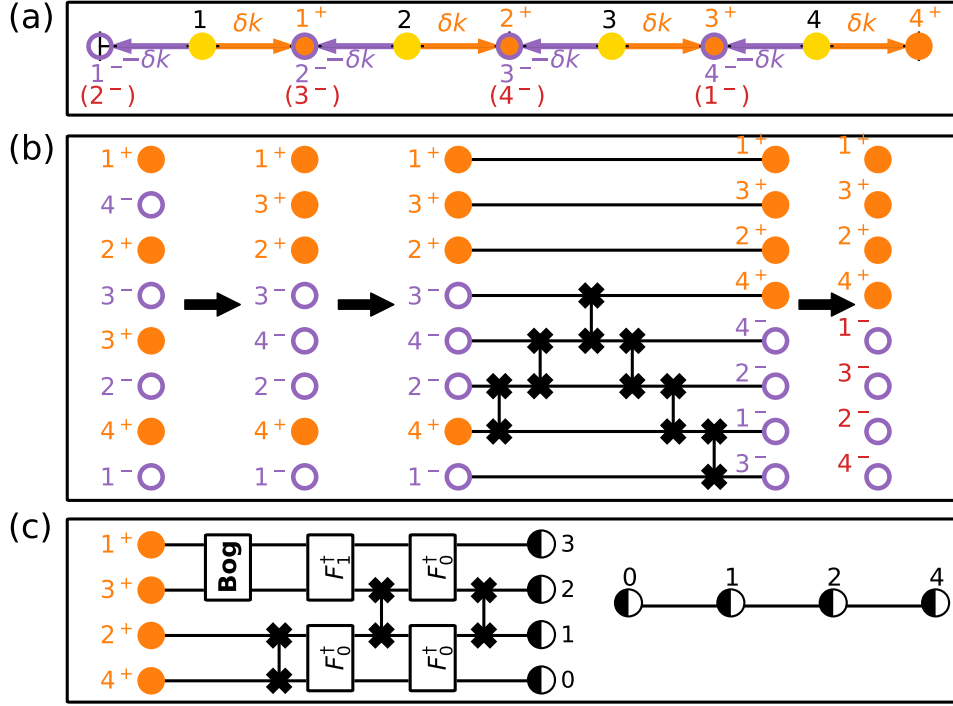 (a)
1 δk 1⁺ 2 δk 2⁺ 3 δk 3⁺ 4 δk 4⁺
1⁻ −δk 2⁻ −δk 3⁻ −δk 4⁻ −δk
(2⁻) (3⁻) (4⁻) (1⁻)
(b)
1⁺ 1⁺ 1⁺ 1⁺ 1⁺
4⁻ 3⁺ 3⁺ 3⁺ 3⁺
2⁺ 2⁺ 2⁺ 2⁺ 2⁺
3⁻ 3⁻ 3⁻ 4⁺ 4⁺
3⁺ 4⁻ 4⁻ 4⁻ 1⁻
2⁻ 2⁻ 2⁻ 2⁻ 3⁻
4⁺ 4⁺ 4⁺ 1⁻ 2⁻
1⁻ 1⁻ 1⁻ 3⁻ 4⁻
(c)
1⁺ Bog F₁† F₀† 3
3⁺ 2
2⁺ F₀† F₀† 1
4⁺ 0
0 1 2 4